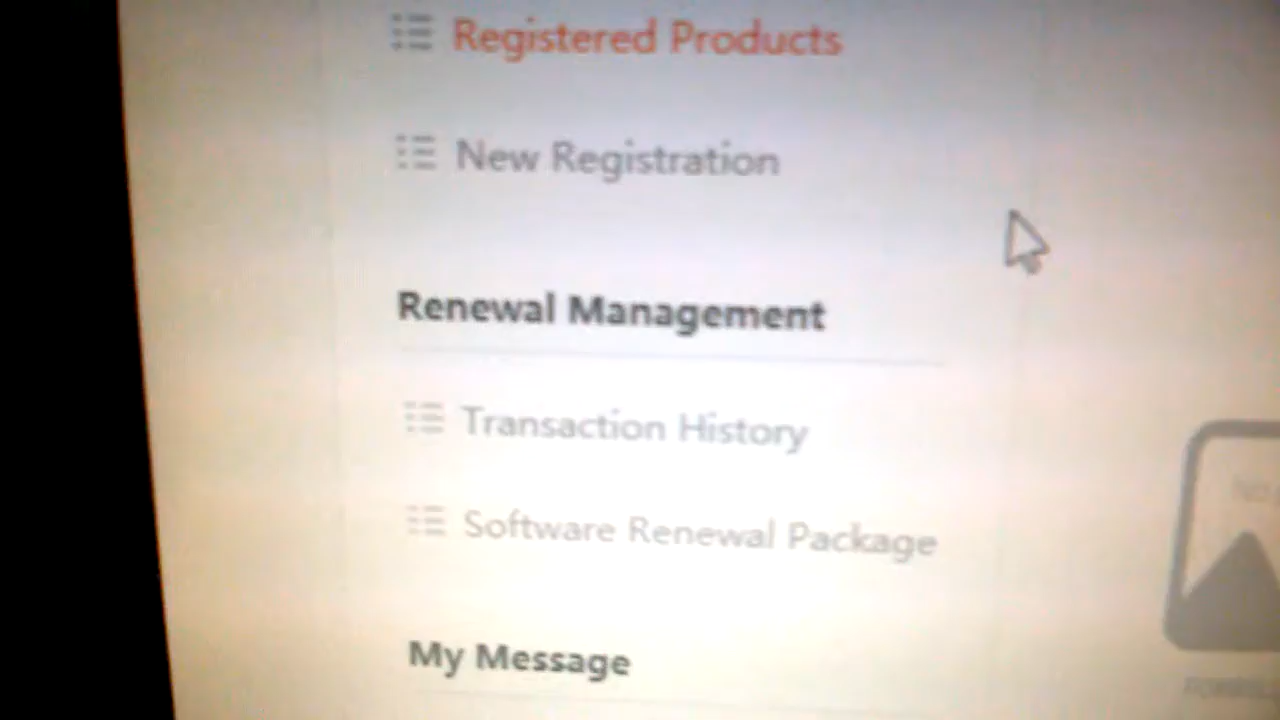 Registered Products
New Registration
Renewal Management
Transaction History
Software Renewal Package
My Message